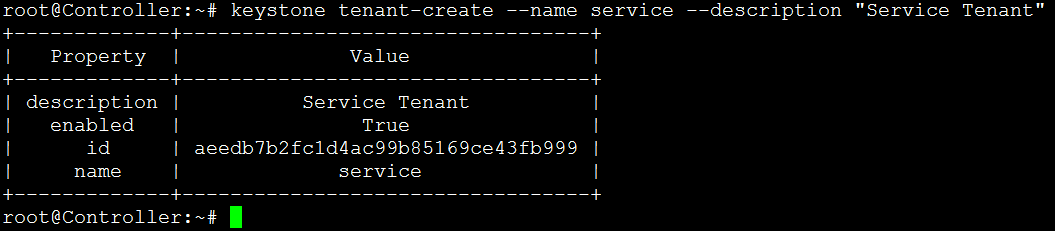 root@Controller:~# keystone tenant-create --name service --description "Service Tenant"
+-------------+----------------------------------+
|   Property  |              Value               |
+-------------+----------------------------------+
| description |          Service Tenant          |
|   enabled   |               True               |
|      id     | aeedb7b2fc1d4ac99b85169ce43fb999 |
|     name    |             service              |
+-------------+----------------------------------+
root@Controller:~#